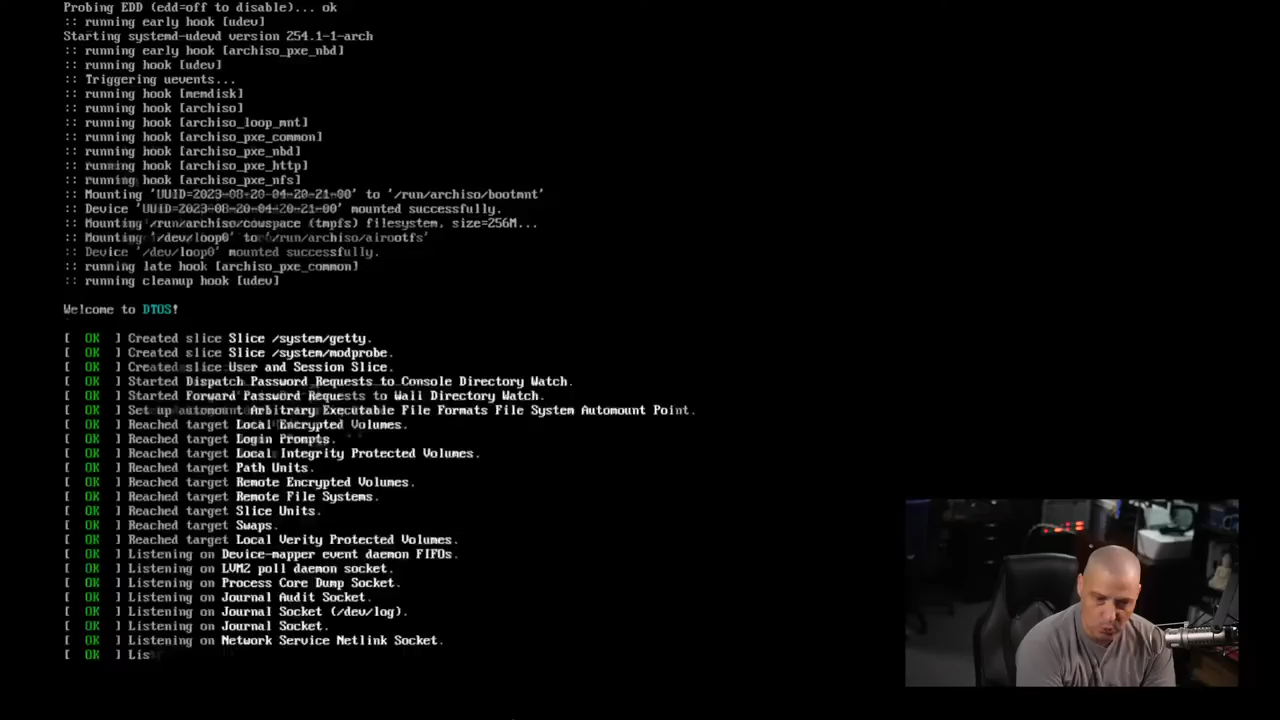 Probing EDD (edd=off to disable)... ok
:: running early hook [udev]
Starting systemd-udevd version 254.1-1-arch
:: running early hook [archiso_pxe_nbd]
:: running hook [udev]
:: Triggering uevents...
:: running hook [memdisk]
:: running hook [archiso]
:: running hook [archiso_loop_mnt]
:: running hook [archiso_pxe_common]
:: running hook [archiso_pxe_nbd]
:: running hook [archiso_pxe_http]
:: running hook [archiso_pxe_nfs]
:: Mounting 'UUID=2023-08-20-04-20-21-00' to '/run/archiso/bootmnt'
:: Device 'UUID=2023-08-20-04-20-21-00' mounted successfully.
:: Mounting '/run/archiso/cowspace (tmpfs) filesystem, size=256M...
:: Mounting '/dev/loop0' to '/run/archiso/airootfs'
:: Device '/dev/loop0' mounted successfully.
:: running late hook [archiso_pxe_common]
:: running cleanup hook [udev]
Welcome to DTOS!
[  OK  ] Created slice Slice /system/getty.
[  OK  ] Created slice Slice /system/modprobe.
[  OK  ] Created slice User and Session Slice.
[  OK  ] Started Dispatch Password Requests to Console Directory Watch.
[  OK  ] Started Forward Password Requests to Wall Directory Watch.
[  OK  ] Set up automount Arbitrary Executable File Formats File System Automount Point.
[  OK  ] Reached target Local Encrypted Volumes.
[  OK  ] Reached target Login Prompts.
[  OK  ] Reached target Local Integrity Protected Volumes.
[  OK  ] Reached target Path Units.
[  OK  ] Reached target Remote Encrypted Volumes.
[  OK  ] Reached target Remote File Systems.
[  OK  ] Reached target Slice Units.
[  OK  ] Reached target Swaps.
[  OK  ] Reached target Local Verity Protected Volumes.
[  OK  ] Listening on Device-mapper event daemon FIFOs.
[  OK  ] Listening on LVM2 poll daemon socket.
[  OK  ] Listening on Process Core Dump Socket.
[  OK  ] Listening on Journal Audit Socket.
[  OK  ] Listening on Journal Socket (/dev/log).
[  OK  ] Listening on Journal Socket.
[  OK  ] Listening on Network Service Netlink Socket.
[  OK  ] Lis